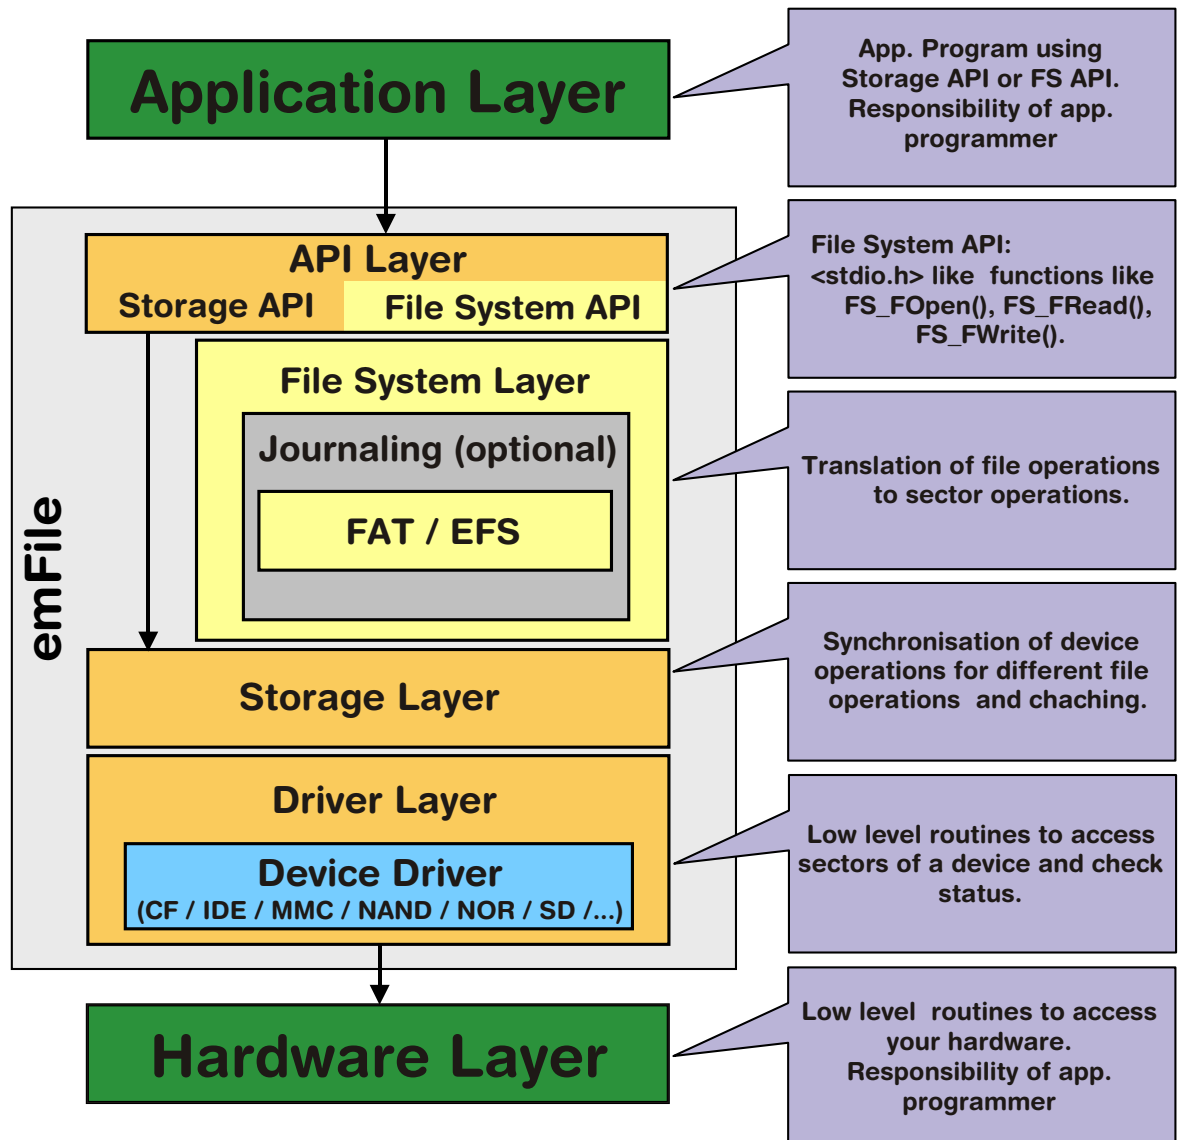 Application Layer
App. Program using
Storage API or FS API.
Responsibility of app.
programmer
emFile
API Layer
Storage API
File System API
File System API:
<stdio.h> like functions like
FS_FOpen(), FS_FRead(),
FS_FWrite().
File System Layer
Journaling (optional)
FAT / EFS
Translation of file operations
to sector operations.
Storage Layer
Synchronisation of device
operations for different file
operations and chaching.
Driver Layer
Device Driver
(CF / IDE / MMC / NAND / NOR / SD /...)
Low level routines to access
sectors of a device and check
status.
Hardware Layer
Low level routines to access
your hardware.
Responsibility of app.
programmer